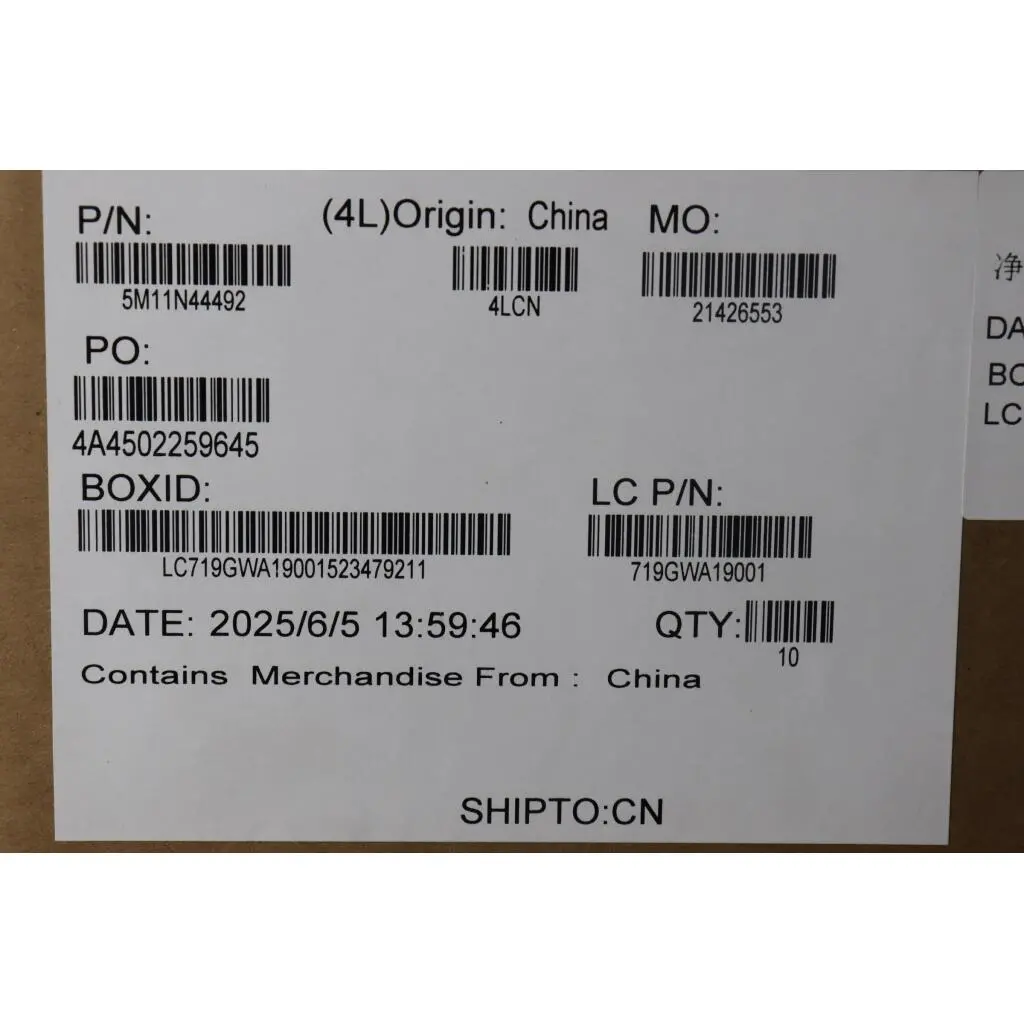 P/N: (4L)Origin: China MO:
5M11N44492 4LCN 21426553
PO:
4A4502259645
BOXID: LC P/N:
LC719GWA19001523479211 719GWA19001
DATE: 2025/6/5 13:59:46 QTY:
10
Contains Merchandise From : China
SHIPTO:CN
净
DA
BO
LC